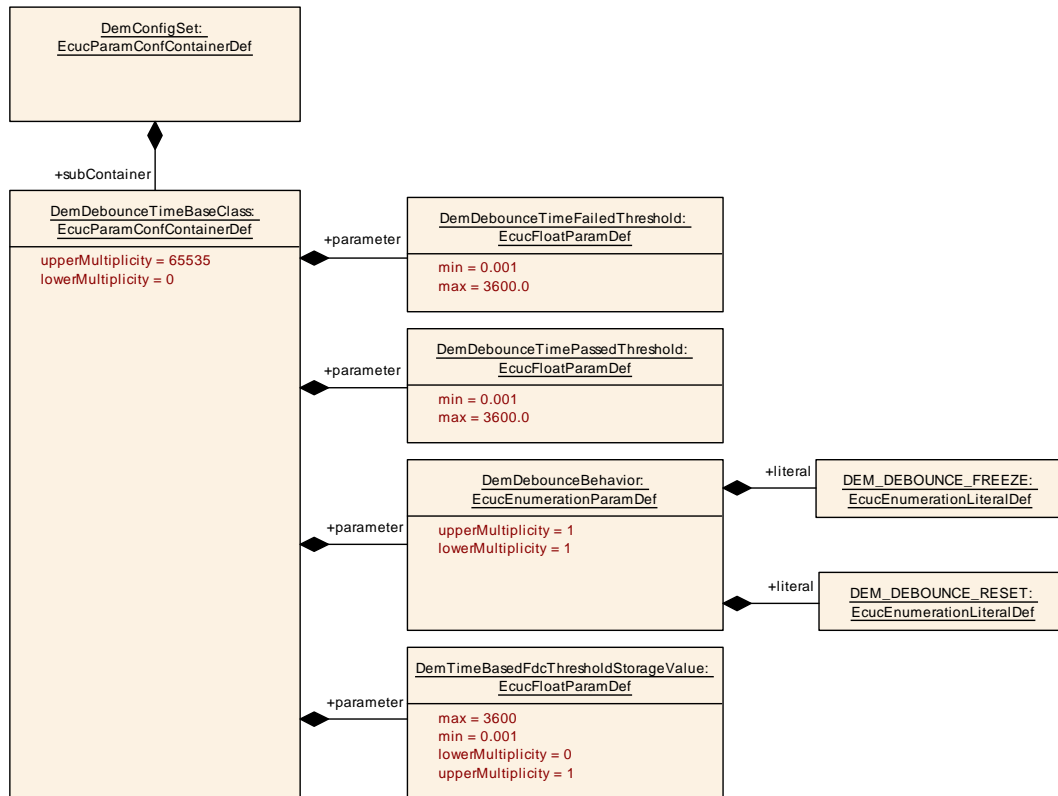 DemConfigSet:
EcucParamConfContainerDef
+subContainer
DemDebounceTimeBaseClass:
EcucParamConfContainerDef
upperMultiplicity = 65535
lowerMultiplicity = 0
+parameter
DemDebounceTimeFailedThreshold:
EcucFloatParamDef
min = 0.001
max = 3600.0
+parameter
DemDebounceTimePassedThreshold:
EcucFloatParamDef
min = 0.001
max = 3600.0
+parameter
DemDebounceBehavior:
EcucEnumerationParamDef
upperMultiplicity = 1
lowerMultiplicity = 1
+literal
DEM_DEBOUNCE_FREEZE:
EcucEnumerationLiteralDef
+literal
DEM_DEBOUNCE_RESET:
EcucEnumerationLiteralDef
+parameter
DemTimeBasedFdcThresholdStorageValue:
EcucFloatParamDef
max = 3600
min = 0.001
lowerMultiplicity = 0
upperMultiplicity = 1